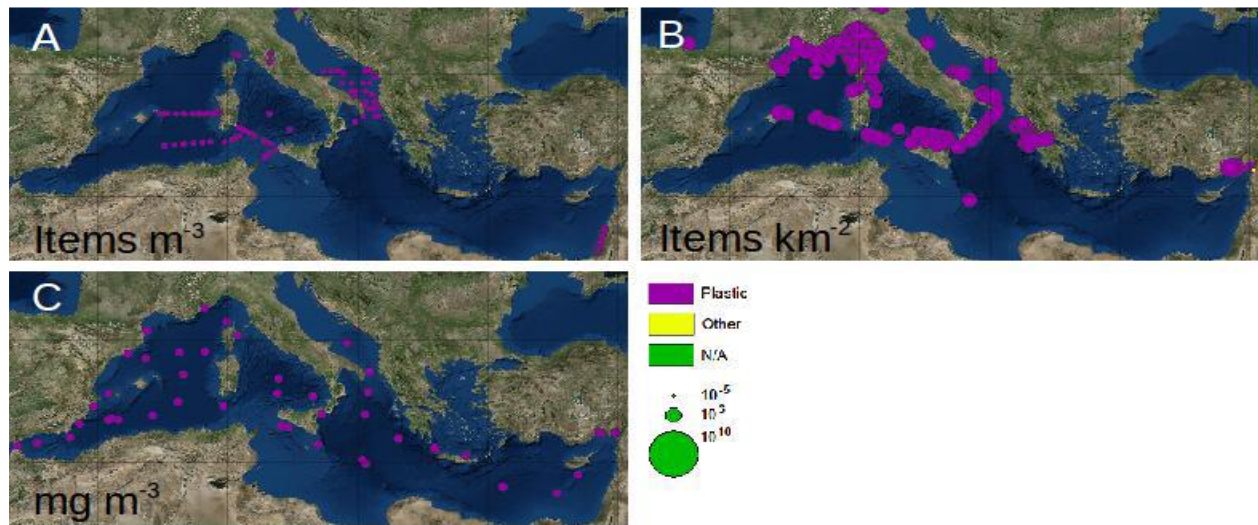 A
Items m-3
B
Items km-2
C
mg m-3
Plastic
Other
N/A
10-5
103
1010